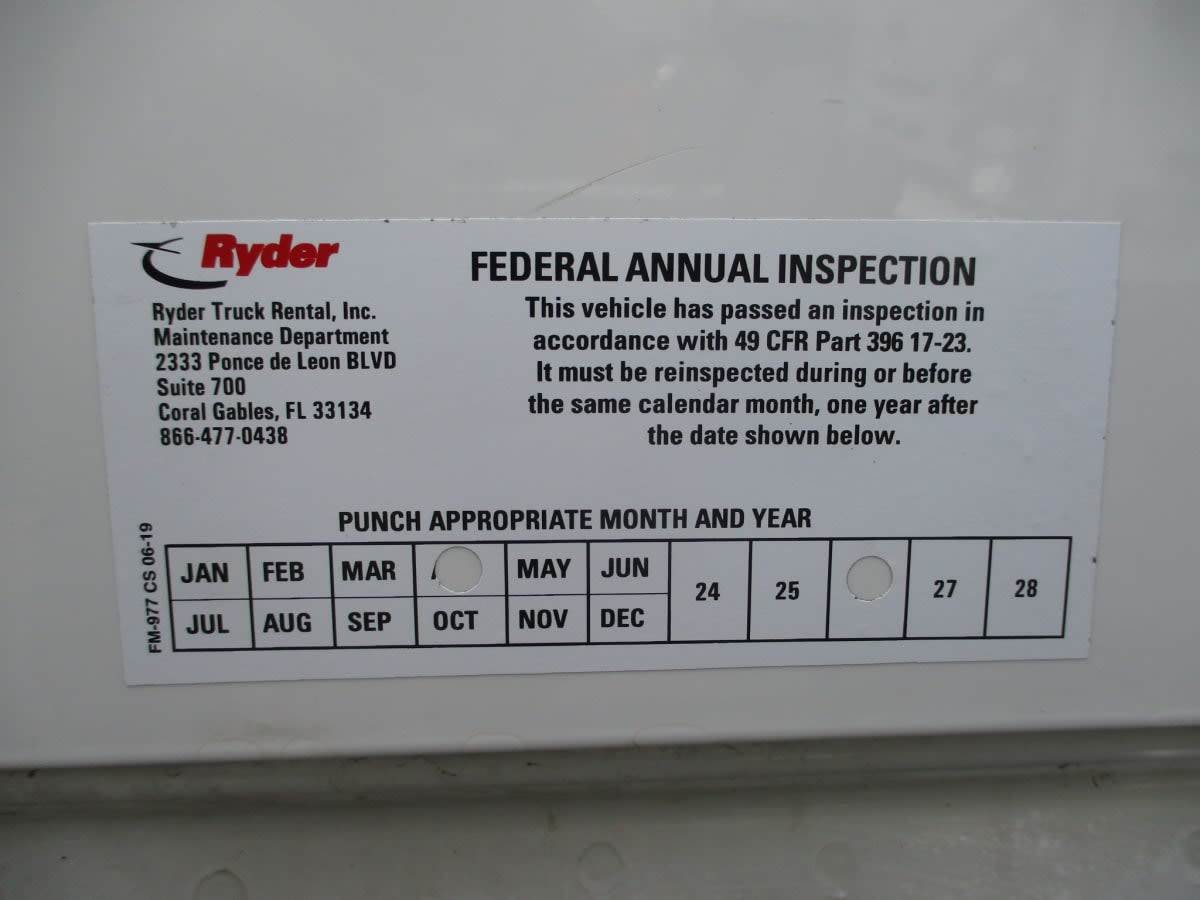 Ryder
Ryder Truck Rental, Inc.
Maintenance Department
2333 Ponce de Leon BLVD
Suite 700
Coral Gables, FL 33134
866-477-0438
FEDERAL ANNUAL INSPECTION
This vehicle has passed an inspection in
accordance with 49 CFR Part 396 17-23.
It must be reinspected during or before
the same calendar month, one year after
the date shown below.
PUNCH APPROPRIATE MONTH AND YEAR
FM-977 CS 06-19
JAN FEB MAR MAY JUN
JUL AUG SEP OCT NOV DEC
24 25 27 28